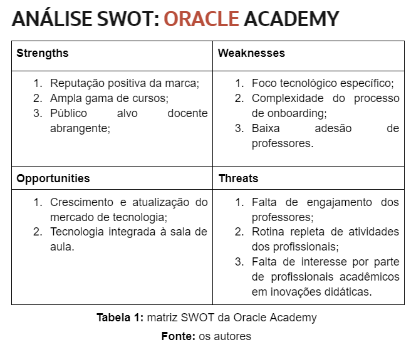 ANÁLISE SWOT: ORACLE ACADEMY
Strengths
1. Reputação positiva da marca;
2. Ampla gama de cursos;
3. Público alvo docente
abrangente;
Weaknesses
1. Foco tecnológico específico;
2. Complexidade do processo
de onboarding;
3. Baixa adesão de
professores.
Opportunities
1. Crescimento e atualização do
mercado de tecnologia;
2. Tecnologia integrada à sala de
aula.
Threats
1. Falta de engajamento dos
professores;
2. Rotina repleta de atividades
dos profissionais;
3. Falta de interesse por parte
de profissionais acadêmicos
em inovações didáticas.
Tabela 1: matriz SWOT da Oracle Academy
Fonte: os autores